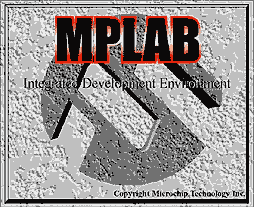 MPLAB
Integrated Development Environment
Copyright Microchip Technology Inc.